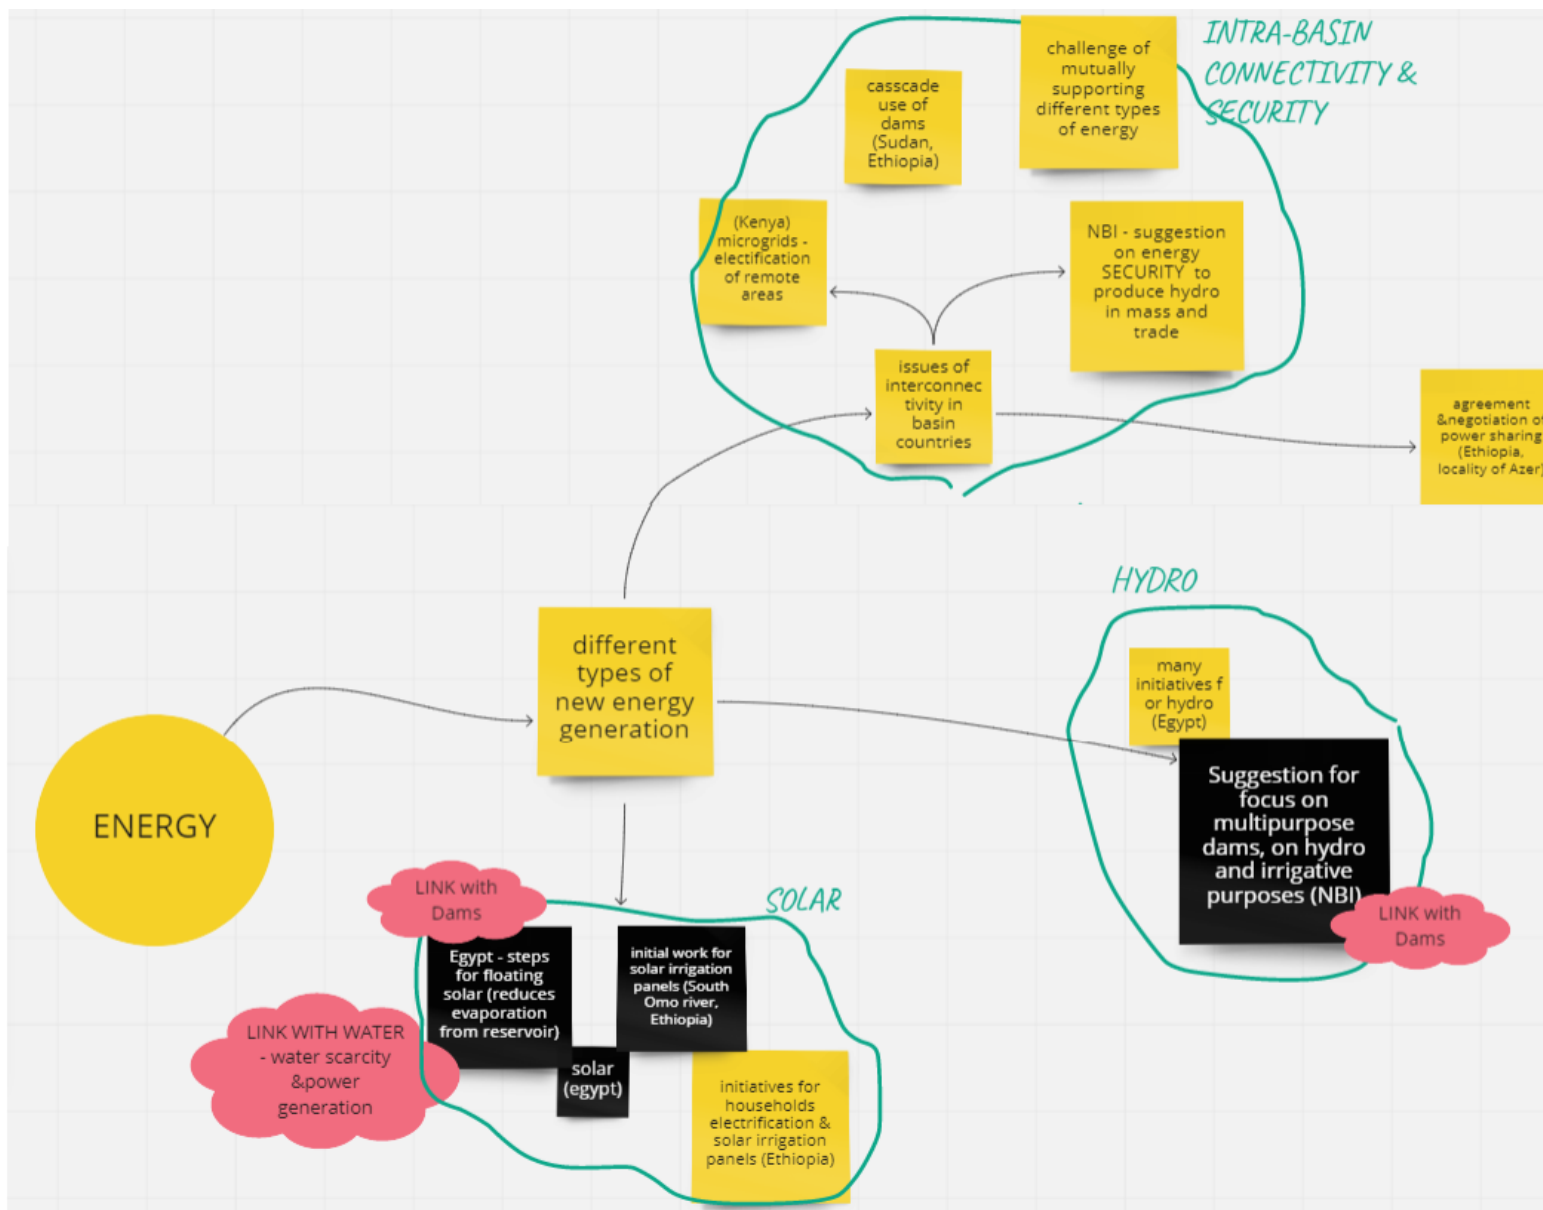 INTRA-BASIN
CONNECTIVITY &
SECURITY
challenge of
mutually
supporting
different types
of energy
casscade
use of
dams
(Sudan,
Ethiopia)
(Kenya)
microgrids -
electification
of remote
areas
NBI - suggestion
on energy
SECURITY to
produce hydro
in mass and
trade
issues of
interconnec
tivity in
basin
countries
agreement
&negotiation of
power sharing
(Ethiopia,
locality of Azer)
HYDRO
many
initiatives f
or hydro
(Egypt)
Suggestion for
focus on
multipurpose
dams, on hydro
and irrigative
purposes (NBI)
LINK with
Dams
different
types of
new energy
generation
ENERGY
SOLAR
LINK with
Dams
Egypt - steps
for floating
solar (reduces
evaporation
from reservoir)
initial work for
solar irrigation
panels (South
Omo river,
Ethiopia)
LINK WITH WATER
- water scarcity
&power
generation
solar
(egypt)
initiatives for
households
electrification &
solar irrigation
panels (Ethiopia)